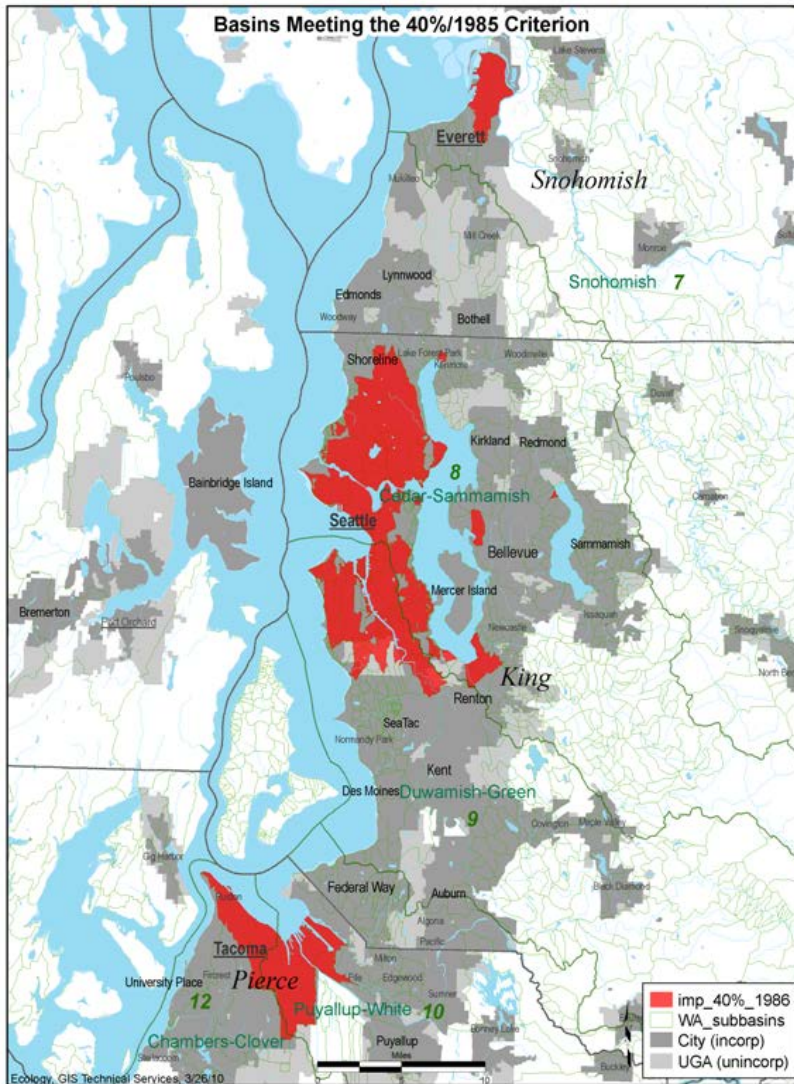 Basins Meeting the 40%/1985 Criterion
Lake Stevens
Everett
Snohomish
Snohomish
Mukilteo
Mill Creek
Monroe
Lynnwood
Snohomish 7
Edmonds
Woodway
Bothell
Shoreline
Lake Forest Park
Kenmore
Woodinville
Poulsbo
Duvall
Kirkland
Redmond
Bainbridge Island
8
Cedar-Sammamish
Carnation
Seattle
Bellevue
Sammamish
Mercer Island
Bremerton
Port Orchard
Newcastle
Issaquah
Snoqualmie
North Be
King
Renton
SeaTac
Normandy Park
Kent
Des Moines
Duwamish-Green
9
Covington
Maple Valley
Gig Harbor
Black Diamond
Federal Way
Auburn
Ruston
Algona
Pacific
Tacoma
Milton
University Place
Fircrest
Pierce
Fife
Edgewood
12
Sumner
Puyallup-White 10
Chambers-Clover
Bonney Lake
Puyallup
Steilacoom
Buckley
Miles
0
5
10
imp_40%_1986
WA_subbasins
City (incorp)
UGA (unincorp)
Ecology, GIS Technical Services, 3/26/10